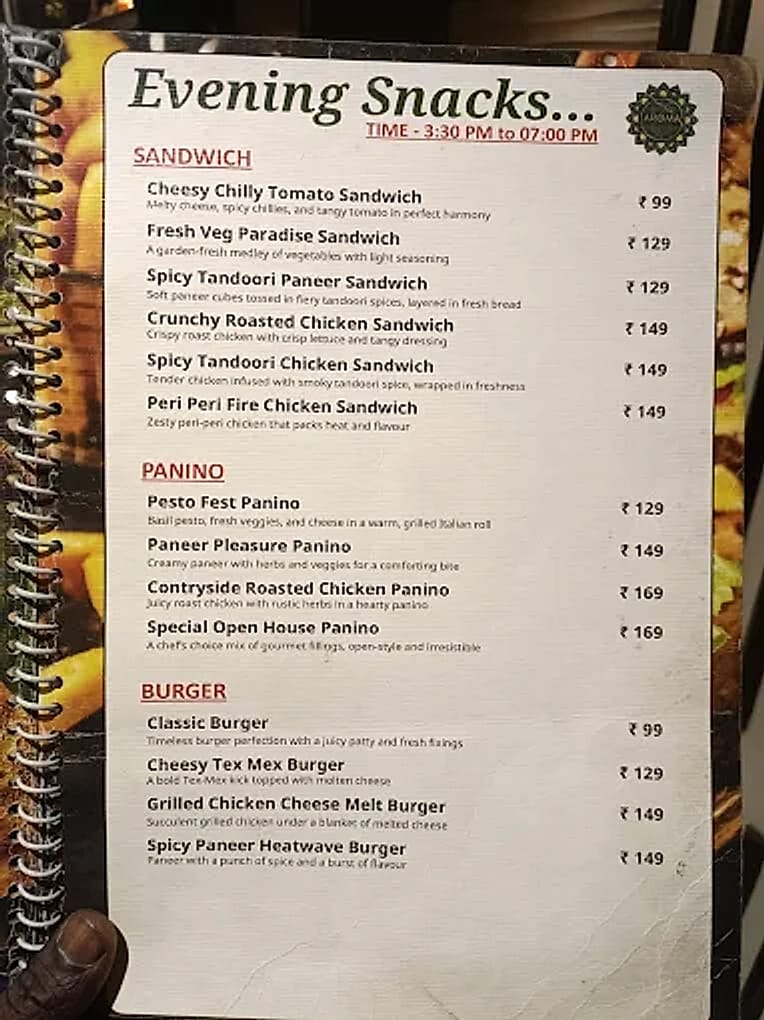 Evening Snacks...
AROMA
TIME - 3:30 PM to 07:00 PM
SANDWICH
Cheesy Chilly Tomato Sandwich ₹ 99
Melty cheese, spicy chillies, and tangy tomato in perfect harmony
Fresh Veg Paradise Sandwich ₹ 129
A garden-fresh medley of vegetables with light seasoning
Spicy Tandoori Paneer Sandwich ₹ 129
Soft paneer cubes tossed in fiery tandoori spices, layered in fresh bread
Crunchy Roasted Chicken Sandwich ₹ 149
Crispy roast chicken with crisp lettuce and tangy dressing
Spicy Tandoori Chicken Sandwich ₹ 149
Tender chicken infused with smoky tandoori spice, wrapped in freshness
Peri Peri Fire Chicken Sandwich ₹ 149
Zesty peri-peri chicken that packs heat and flavour
PANINO
Pesto Fest Panino ₹ 129
Basil pesto, fresh veggies, and cheese in a warm, grilled Italian roll
Paneer Pleasure Panino ₹ 149
Creamy paneer with herbs and veggies for a comforting bite
Contryside Roasted Chicken Panino ₹ 169
Juicy roast chicken with rustic herbs in a hearty panino
Special Open House Panino ₹ 169
A chef's choice mix of gourmet fillings, open-style and irresistible
BURGER
Classic Burger ₹ 99
Timeless burger perfection with a juicy patty and fresh fixings
Cheesy Tex Mex Burger ₹ 129
A bold Tex-Mex kick topped with molten cheese
Grilled Chicken Cheese Melt Burger ₹ 149
Succulent grilled chicken under a blanket of melted cheese
Spicy Paneer Heatwave Burger ₹ 149
Paneer with a punch of spice and a burst of flavour